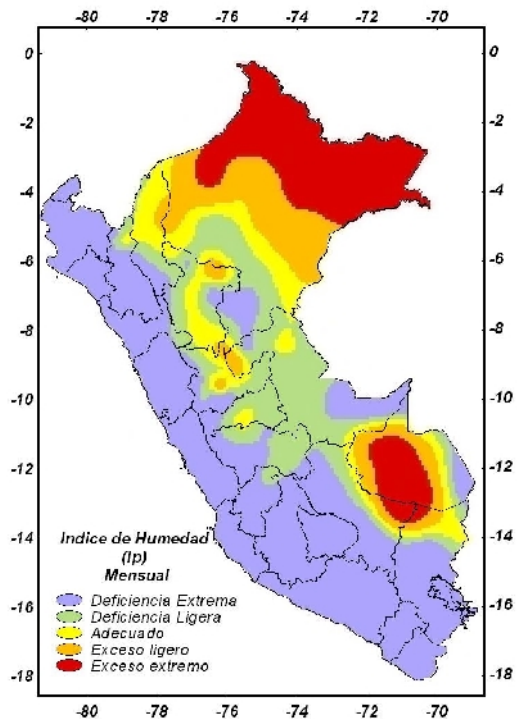 -80 -78 -76 -74 -72 -70
0 0
-2 -2
-4 -4
-6 -6
-8 -8
-10 -10
-12 -12
-14 -14
-16 -16
-18 -18
Indice de Humedad
(Ip)
Mensual
Deficiencia Extrema
Deficiencia Ligera
Adecuado
Exceso ligero
Exceso extremo
-80 -78 -76 -74 -72 -70